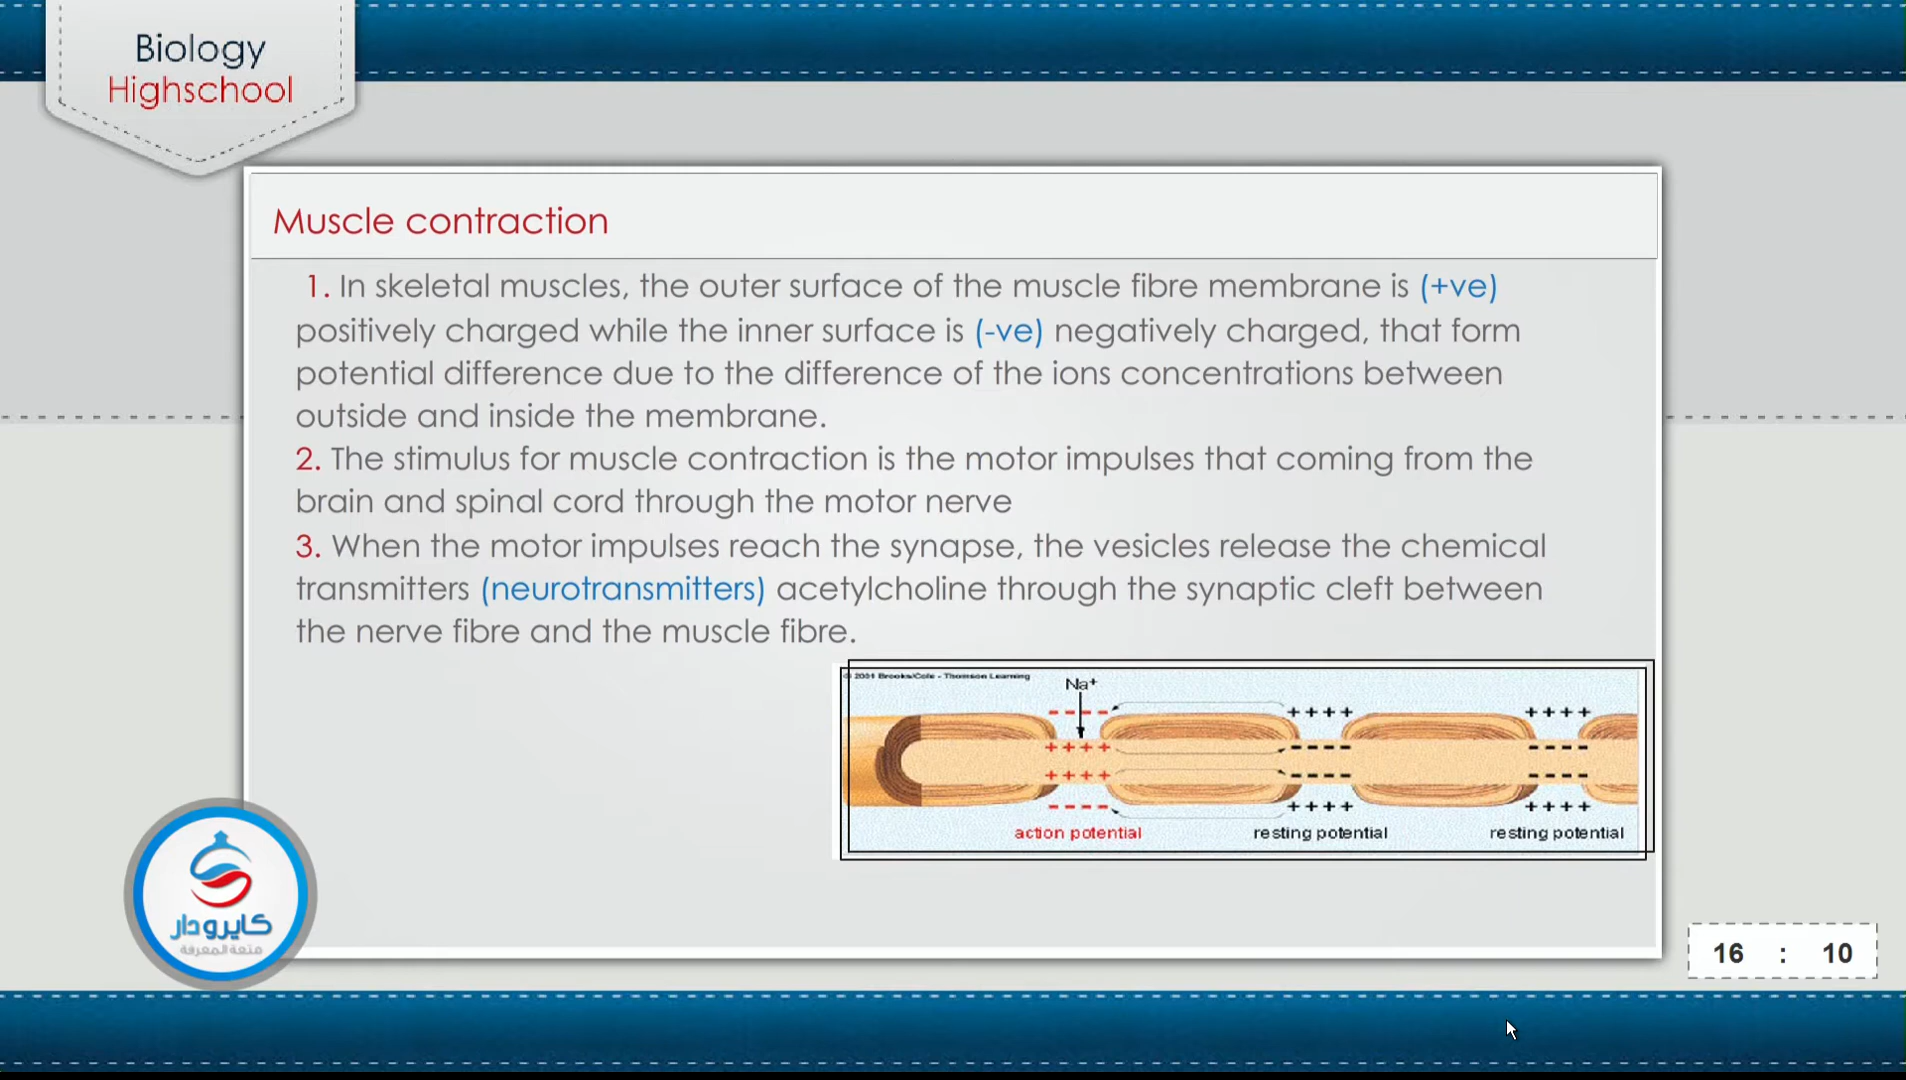 Biology
Highschool
Muscle contraction
1. In skeletal muscles, the outer surface of the muscle fibre membrane is (+ve)
positively charged while the inner surface is (-ve) negatively charged, that form
potential difference due to the difference of the ions concentrations between
outside and inside the membrane.
2. The stimulus for muscle contraction is the motor impulses that coming from the
brain and spinal cord through the motor nerve
3. When the motor impulses reach the synapse, the vesicles release the chemical
transmitters (neurotransmitters) acetylcholine through the synaptic cleft between
the nerve fibre and the muscle fibre.
© 2001 Brooks/Cole - Thomson Learning
Na+
- - - - + + + + + + + +
+ + + + - - - - - - - -
+ + + + - - - - - - - -
- - - - + + + + + + + +
action potential resting potential resting potential
كايرودار
متعة المعرفة
16 : 10